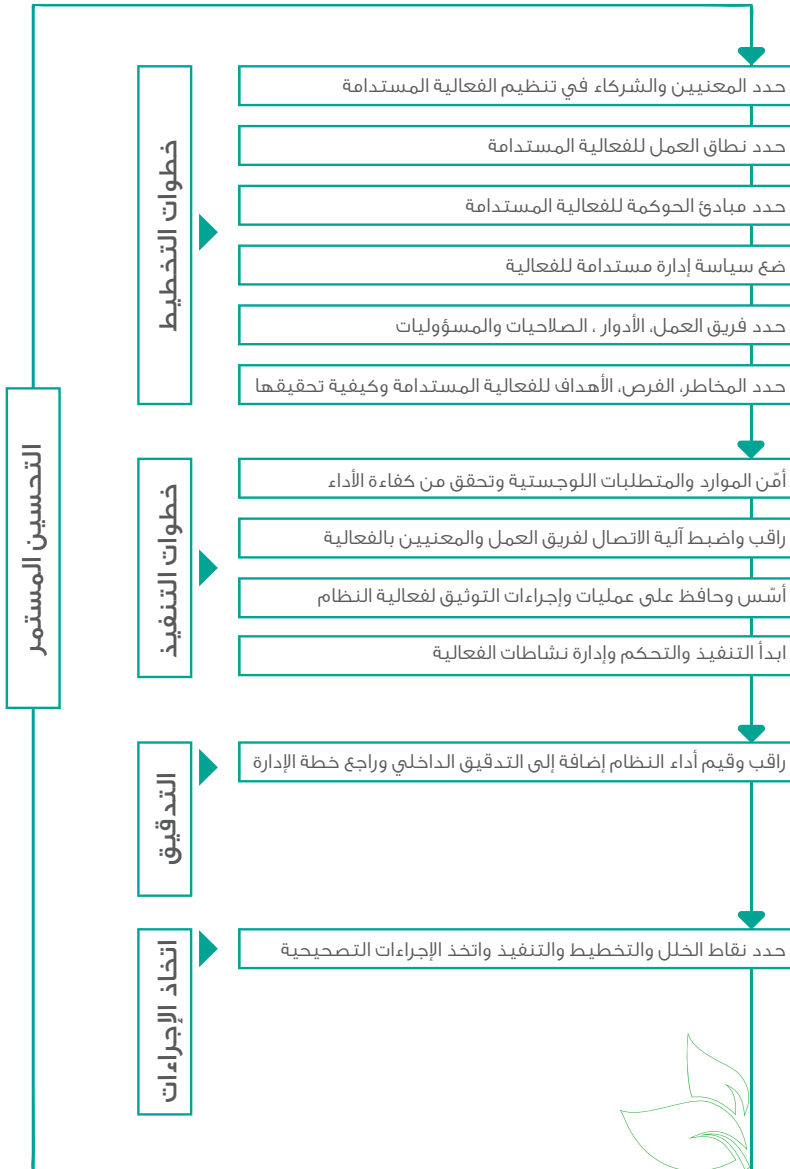 التحسين المستمر
خطوات التخطيط
حدد المعنيين والشركاء في تنظيم الفعالية المستدامة
حدد نطاق العمل للفعالية المستدامة
حدد مبادئ الحوكمة للفعالية المستدامة
ضع سياسة إدارة مستدامة للفعالية
حدد فريق العمل، الأدوار ، الصلاحيات والمسؤوليات
حدد المخاطر، الفرص، الأهداف للفعالية المستدامة وكيفية تحقيقها
خطوات التنفيذ
أمّن الموارد والمتطلبات اللوجستية وتحقق من كفاءة الأداء
راقب واضبط آلية الاتصال لفريق العمل والمعنيين بالفعالية
أسّس وحافظ على عمليات وإجراءات التوثيق لفعالية النظام
ابدأ التنفيذ والتحكم وإدارة نشاطات الفعالية
التدقيق
راقب وقيم أداء النظام إضافة إلى التدقيق الداخلي وراجع خطة الإدارة
اتخاذ الإجراءات
حدد نقاط الخلل والتخطيط والتنفيذ واتخذ الإجراءات التصحيحية